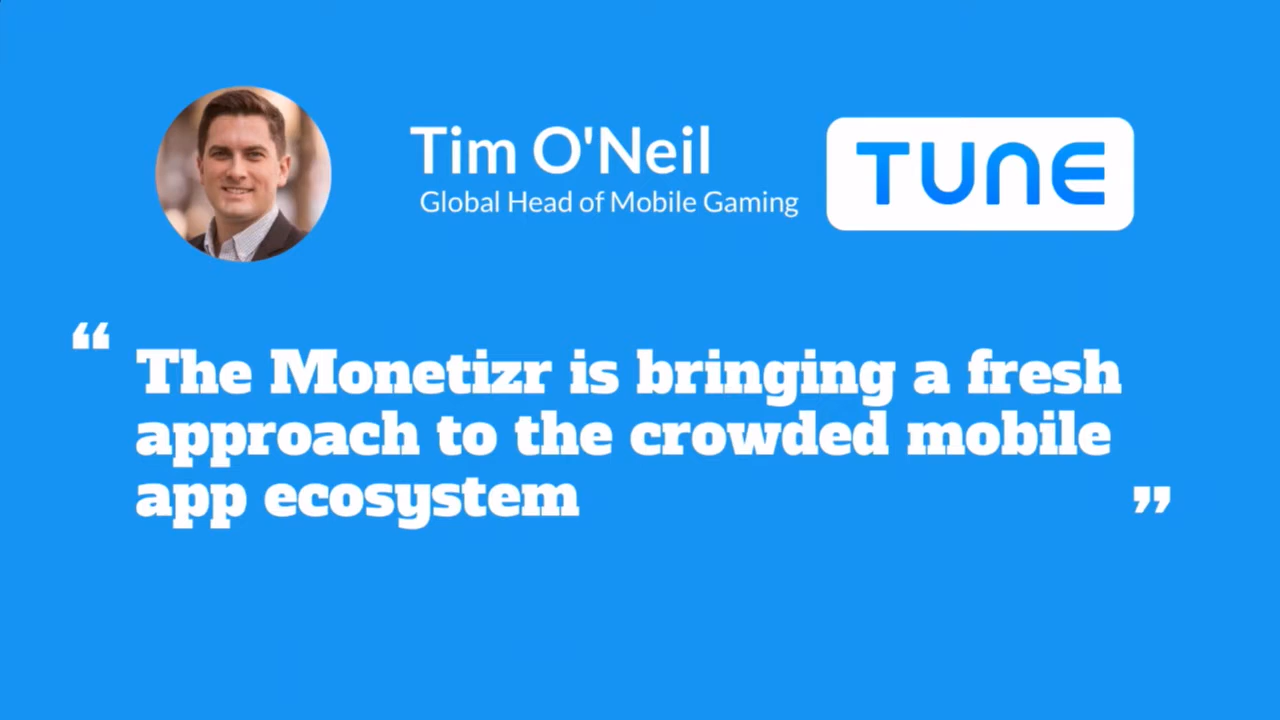 Tim O'Neil
Global Head of Mobile Gaming
TUNE
“ The Monetizr is bringing a fresh
approach to the crowded mobile
app ecosystem ”